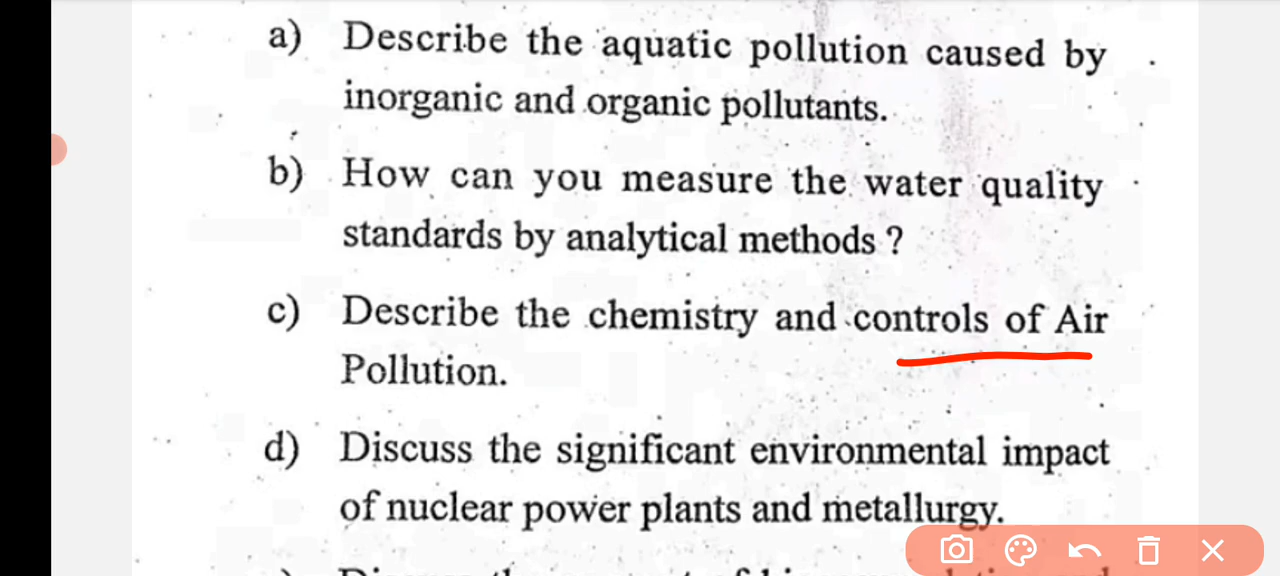 a) Describe the aquatic pollution caused by
inorganic and organic pollutants.
b) How can you measure the water quality
standards by analytical methods ?
c) Describe the chemistry and controls of Air
Pollution.
d) Discuss the significant environmental impact
of nuclear power plants and metallurgy.